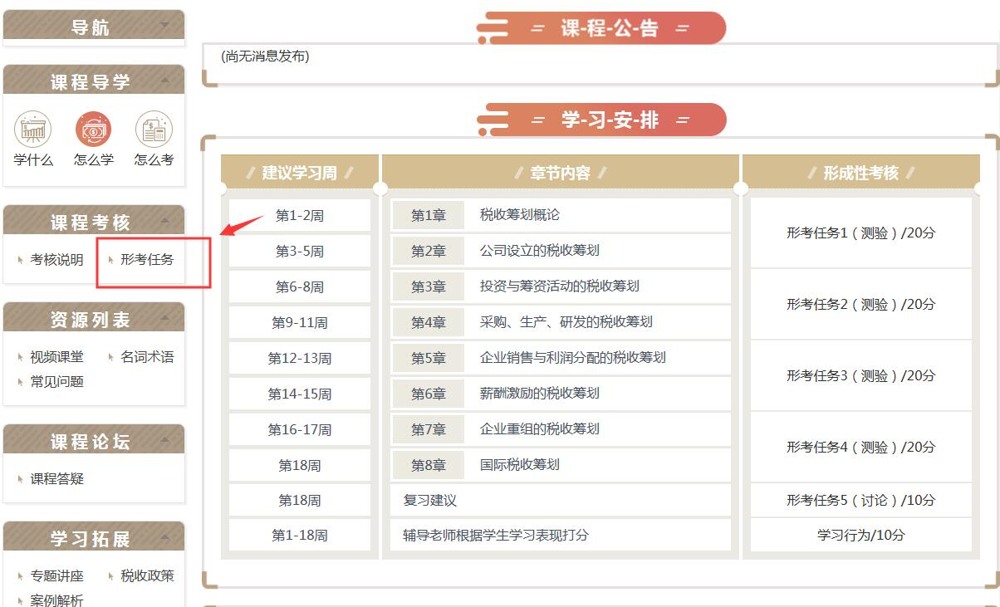 导航
课程导学
学什么 怎么学 怎么考
课程考核
考核说明 形考任务
资源列表
视频课堂 名词术语
常见问题
课程论坛
课程答疑
学习拓展
专题讲座 税收政策
案例解析
课-程-公-告
(尚无消息发布)
学-习-安-排
建议学习周 章节内容 形成性考核
第1-2周 第1章 税收筹划概论
形考任务1（测验）/20分
第3-5周 第2章 公司设立的税收筹划
第6-8周 第3章 投资与筹资活动的税收筹划
形考任务2（测验）/20分
第9-11周 第4章 采购、生产、研发的税收筹划
第12-13周 第5章 企业销售与利润分配的税收筹划
形考任务3（测验）/20分
第14-15周 第6章 薪酬激励的税收筹划
第16-17周 第7章 企业重组的税收筹划
形考任务4（测验）/20分
第18周 第8章 国际税收筹划
第18周 复习建议 形考任务5（讨论）/10分
第1-18周 辅导老师根据学生学习表现打分 学习行为/10分